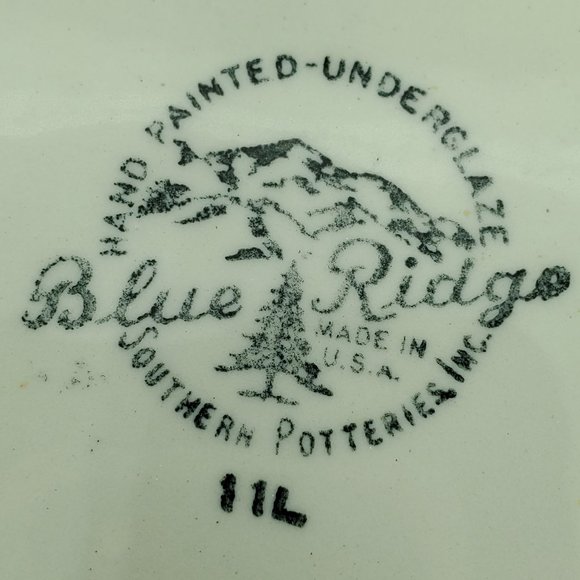 HAND PAINTED-UNDERGLAZE
Blue Ridge
MADE IN
U.S.A.
SOUTHERN POTTERIES, INC.
11L